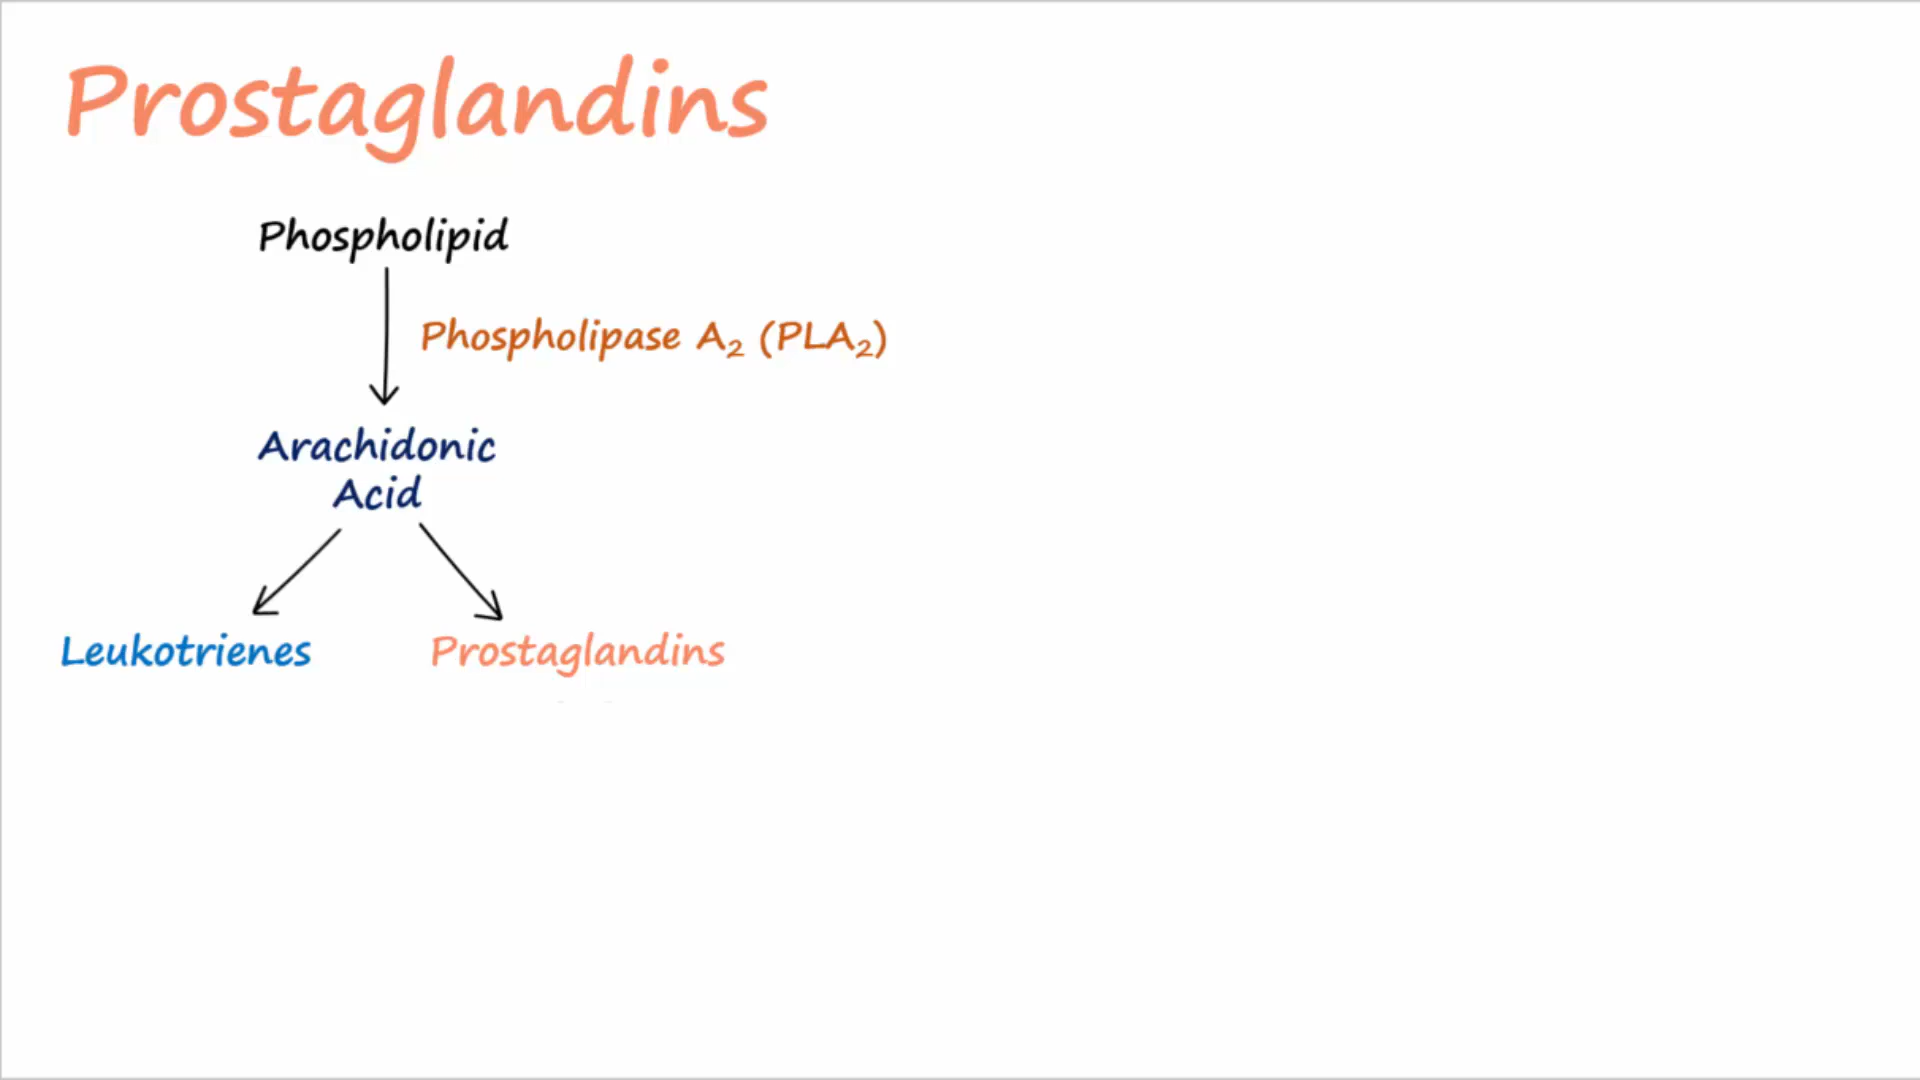 Prostaglandins
Phospholipid
Phospholipase A₂ (PLA₂)
Arachidonic
Acid
Leukotrienes
Prostaglandins